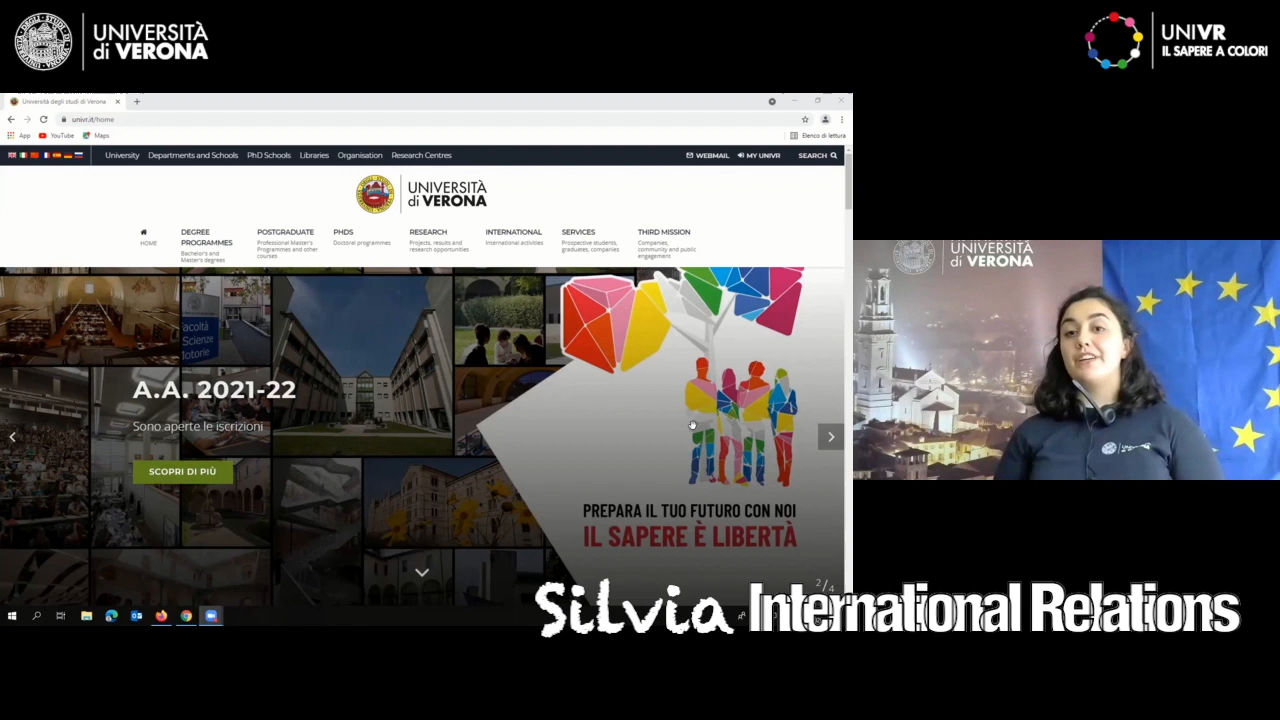 UNIVERSITÀ
di VERONA
UNIVR
IL SAPERE A COLORI
Università degli studi di Verona
univr.it/home
App YouTube Maps
Elenco di lettura
University Departments and Schools PhD Schools Libraries Organisation Research Centres
WEBMAIL MY UNIVR SEARCH
UNIVERSITÀ
di VERONA
HOME
DEGREE
PROGRAMMES
Bachelor's and
Master's degrees
POSTGRADUATE
Professional Master's
Programmes and other
courses
PHDS
Doctoral programmes
RESEARCH
Projects, results and
research opportunities
INTERNATIONAL
International activities
SERVICES
Prospective students,
graduates, companies
THIRD MISSION
Companies,
community and public
engagement
acoltà
Scienze
Motorie
A.A. 2021-22
Sono aperte le iscrizioni
SCOPRI DI PIÙ
PREPARA IL TUO FUTURO CON NOI
IL SAPERE È LIBERTÀ
2/4
UNIVERSITÀ
di VERONA
Silvia International Relations